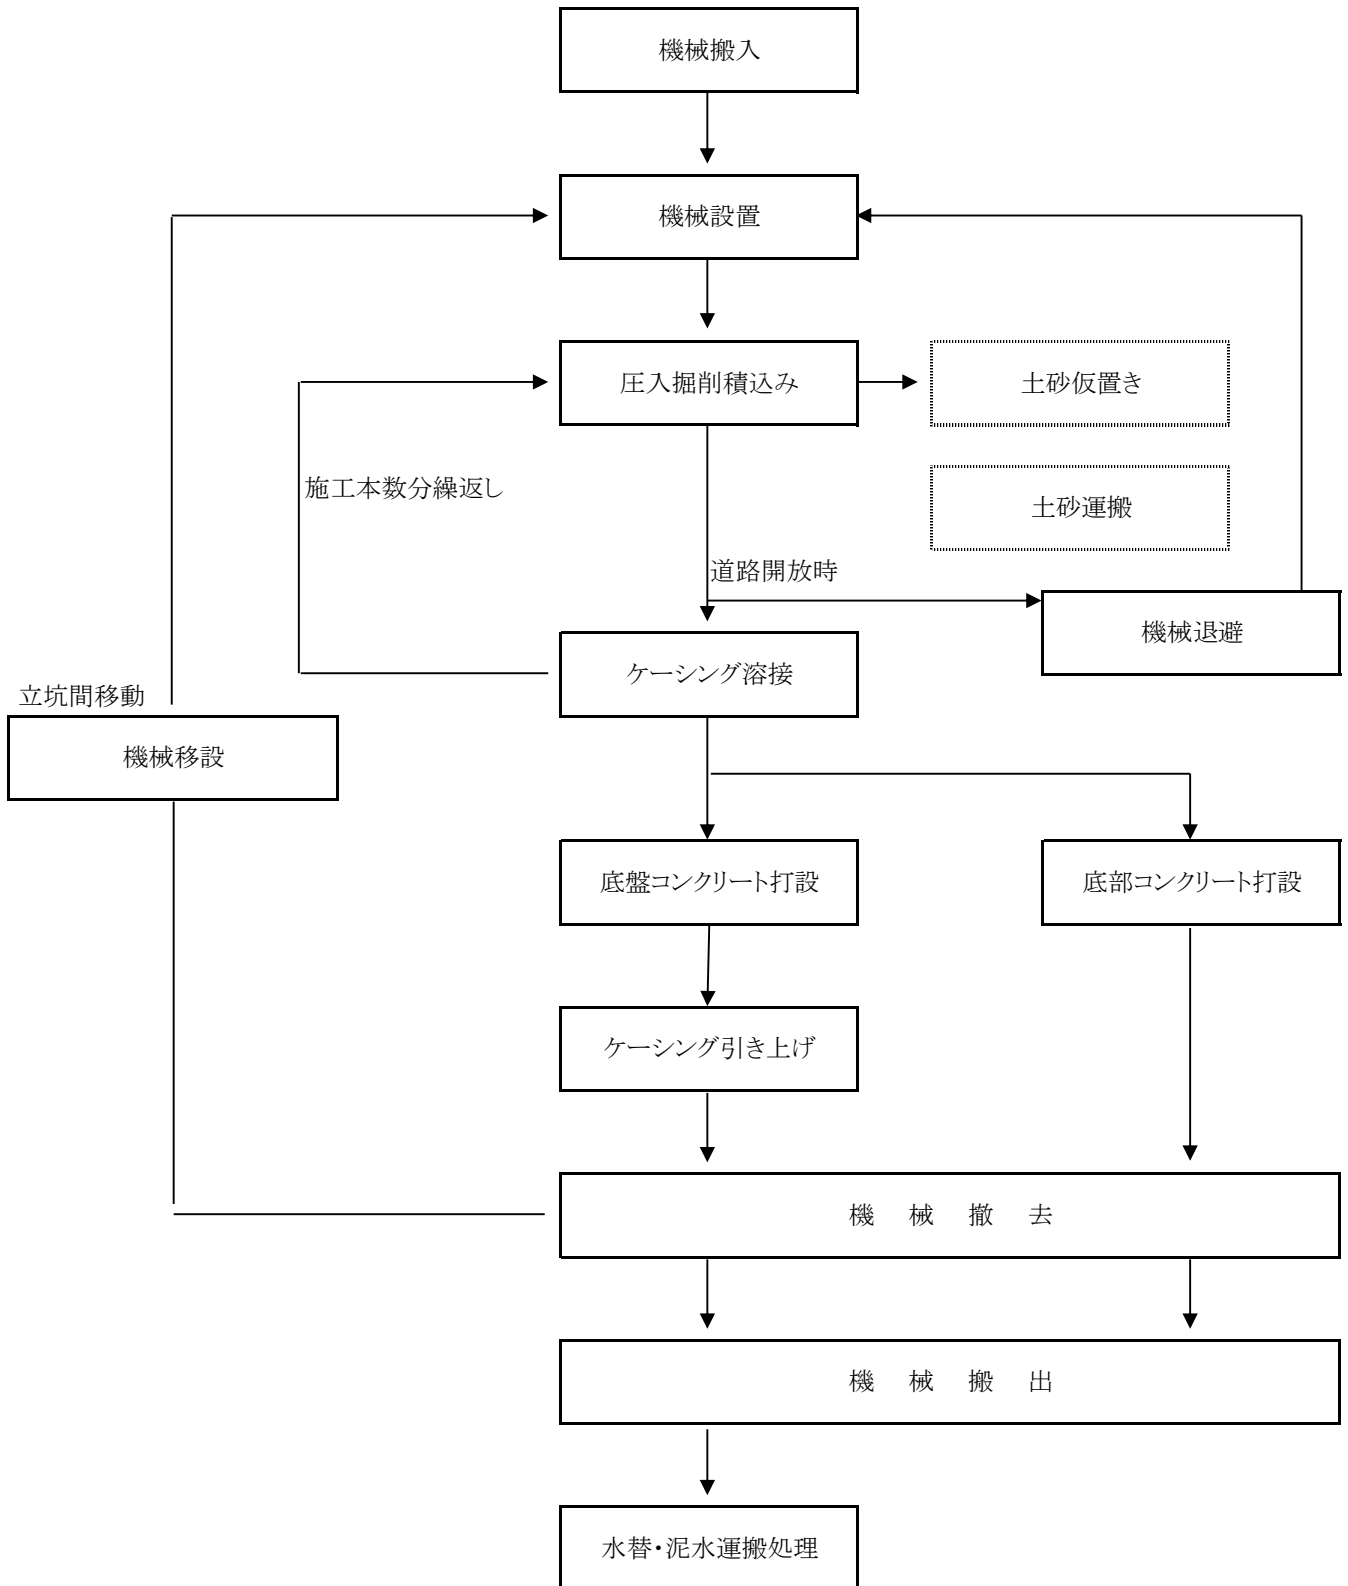 機械搬入
機械設置
圧入掘削積込み
土砂仮置き
施工本数分繰返し
土砂運搬
道路開放時
機械退避
ケーシング溶接
立坑間移動
機械移設
底盤コンクリート打設
底部コンクリート打設
ケーシング引き上げ
機 械 撤 去
機 械 搬 出
水替・泥水運搬処理